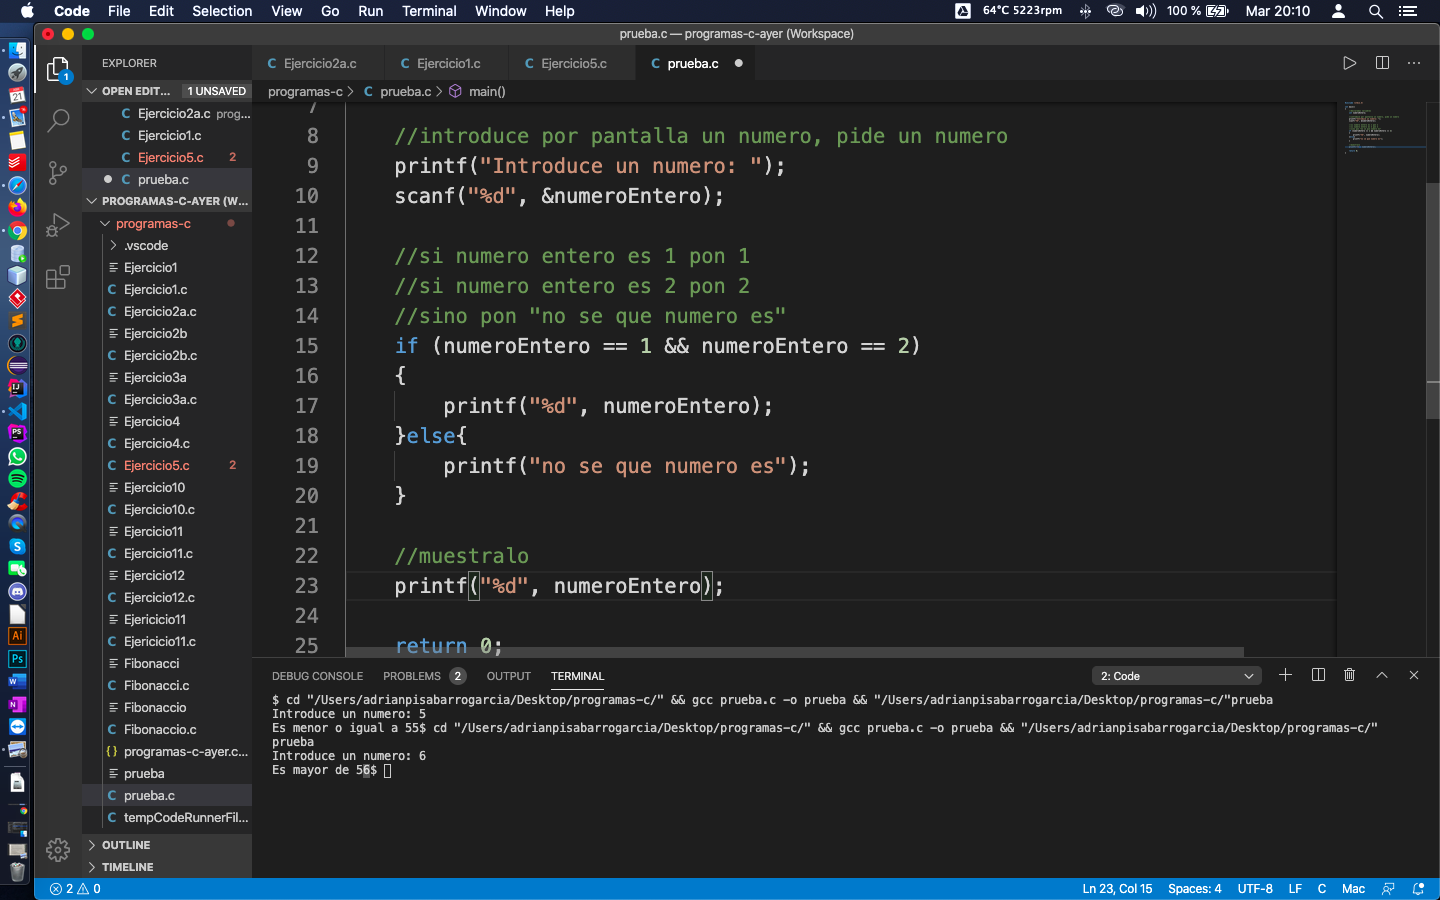 Code File Edit Selection View Go Run Terminal Window Help 64°C 5223rpm 100 % Mar 20:10
prueba.c — programas-c-ayer (Workspace)
EXPLORER
OPEN EDIT... 1 UNSAVED
Ejercicio2a.c prog...
Ejercicio1.c
Ejercicio5.c 2
prueba.c
PROGRAMAS-C-AYER (W...
programas-c
.vscode
Ejercicio1
Ejercicio1.c
Ejercicio2a.c
Ejercicio2b
Ejercicio2b.c
Ejercicio3a
Ejercicio3a.c
Ejercicio4
Ejercicio4.c
Ejercicio5.c 2
Ejercicio10
Ejercicio10.c
Ejercicio11
Ejercicio11.c
Ejercicio12
Ejercicio12.c
Ejericicio11
Ejericicio11.c
Fibonacci
Fibonacci.c
Fibonaccio
Fibonaccio.c
{} programas-c-ayer.c...
prueba
prueba.c
tempCodeRunnerFil...
OUTLINE
TIMELINE
Ejercicio2a.c Ejercicio1.c Ejercicio5.c prueba.c
programas-c > prueba.c > main()
7
8 //introduce por pantalla un numero, pide un numero
9 printf("Introduce un numero: ");
10 scanf("%d", &numeroEntero);
11
12 //si numero entero es 1 pon 1
13 //si numero entero es 2 pon 2
14 //sino pon "no se que numero es"
15 if (numeroEntero == 1 && numeroEntero == 2)
16 {
17 printf("%d", numeroEntero);
18 }else{
19 printf("no se que numero es");
20 }
21
22 //muestralo
23 printf("%d", numeroEntero);
24
25 return 0;
DEBUG CONSOLE PROBLEMS 2 OUTPUT TERMINAL 2: Code
$ cd "/Users/adrianpisabarrogarcia/Desktop/programas-c/" && gcc prueba.c -o prueba && "/Users/adrianpisabarrogarcia/Desktop/programas-c/"prueba
Introduce un numero: 5
Es menor o igual a 55$ cd "/Users/adrianpisabarrogarcia/Desktop/programas-c/" && gcc prueba.c -o prueba && "/Users/adrianpisabarrogarcia/Desktop/programas-c/"
prueba
Introduce un numero: 6
Es mayor de 56$
2 0 Ln 23, Col 15 Spaces: 4 UTF-8 LF C Mac